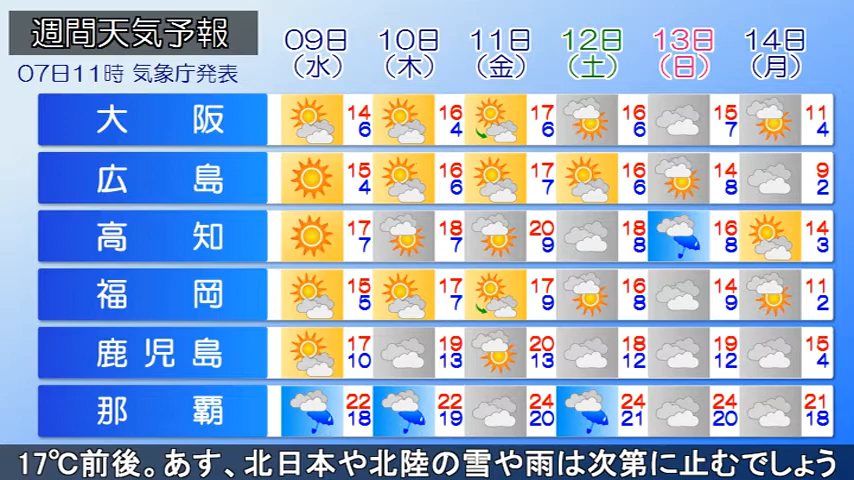 週間天気予報
07日11時 気象庁発表
09日 10日 11日 12日 13日 14日
(水) (木) (金) (土) (日) (月)
大阪 14 6 16 4 17 6 16 6 15 7 11 4
広島 15 4 16 6 17 7 16 6 14 8 9 2
高知 17 7 18 7 20 9 18 8 16 8 14 3
福岡 15 5 17 7 17 9 16 8 14 9 11 2
鹿児島 17 10 19 13 20 13 18 12 19 12 15 4
那覇 22 18 22 19 24 20 24 21 24 20 21 18
17℃前後。あす、北日本や北陸の雪や雨は次第に止むでしょう